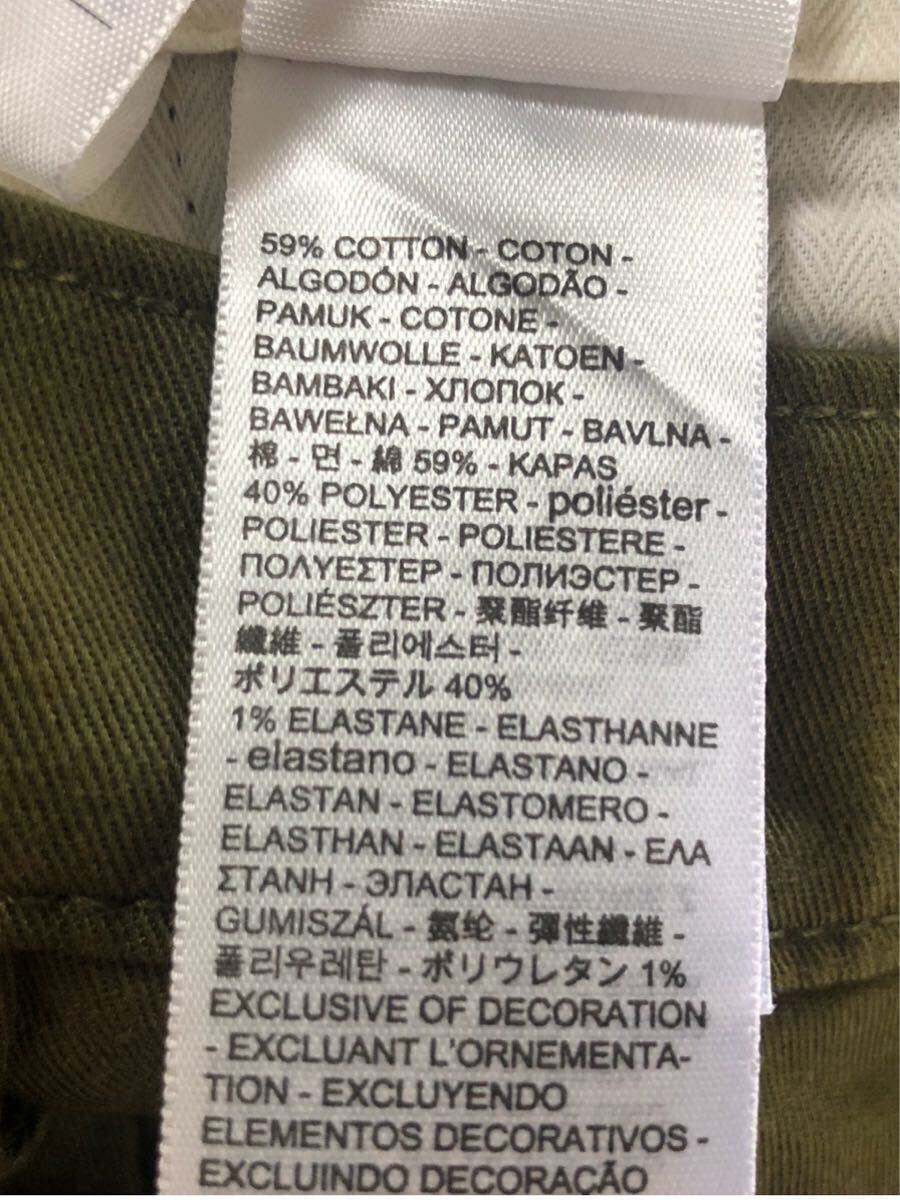 59% COTTON - COTON -
ALGODÓN - ALGODÃO -
PAMUK - COTONE -
BAUMWOLLE - KATOEN -
BAMBAKI - ХЛОПОК -
BAWEŁNA - PAMUT - BAVLNA -
棉 - 면 - 綿 59% - KAPAS
40% POLYESTER - poliéster -
POLIESTER - POLIESTERE -
ΠΟΛΥΕΣΤΕΡ - ПОЛИЭСТЕР -
POLIÉSZTER - 聚酯纤维 - 聚酯
纖維 - 폴리에스터 -
ポリエステル 40%
1% ELASTANE - ELASTHANNE
- elastano - ELASTANO -
ELASTAN - ELASTOMERO -
ELASTHAN - ELASTAAN - ΕΛΑ
ΣΤΑΝΗ - ЭЛАСТАН -
GUMISZÁL - 氨纶 - 彈性纖維 -
폴리우레탄 - ポリウレタン 1%
EXCLUSIVE OF DECORATION
- EXCLUANT L'ORNEMENTA-
TION - EXCLUYENDO
ELEMENTOS DECORATIVOS -
EXCLUINDO DECORAÇÃO